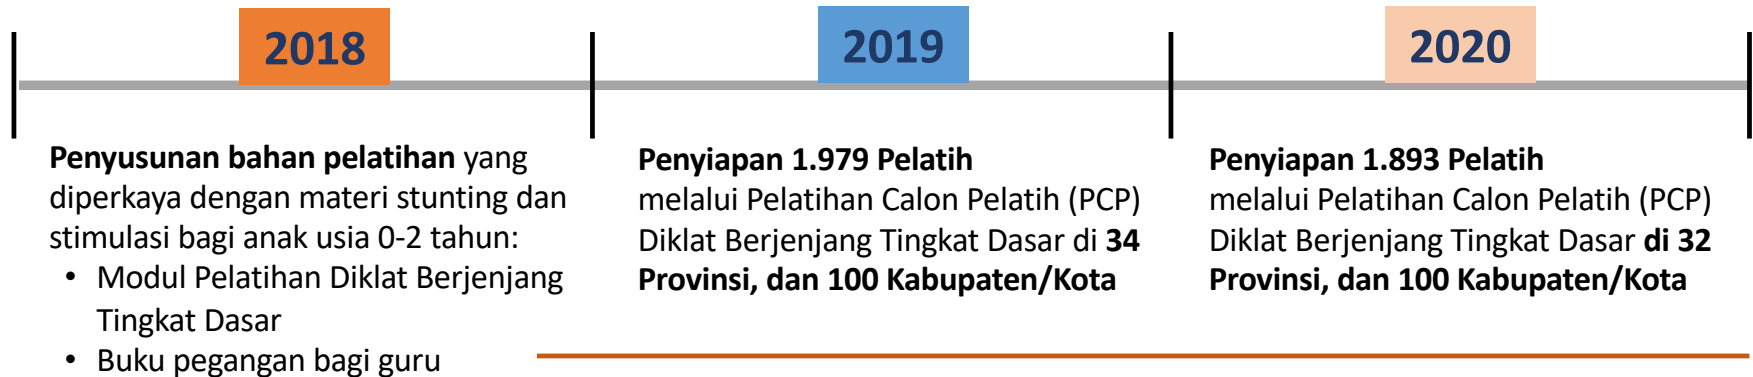 2018
Penyusunan bahan pelatihan yang
diperkaya dengan materi stunting dan
stimulasi bagi anak usia 0-2 tahun:
• Modul Pelatihan Diklat Berjenjang
Tingkat Dasar
• Buku pegangan bagi guru
2019
Penyiapan 1.979 Pelatih
melalui Pelatihan Calon Pelatih (PCP)
Diklat Berjenjang Tingkat Dasar di 34
Provinsi, dan 100 Kabupaten/Kota
2020
Penyiapan 1.893 Pelatih
melalui Pelatihan Calon Pelatih (PCP)
Diklat Berjenjang Tingkat Dasar di 32
Provinsi, dan 100 Kabupaten/Kota